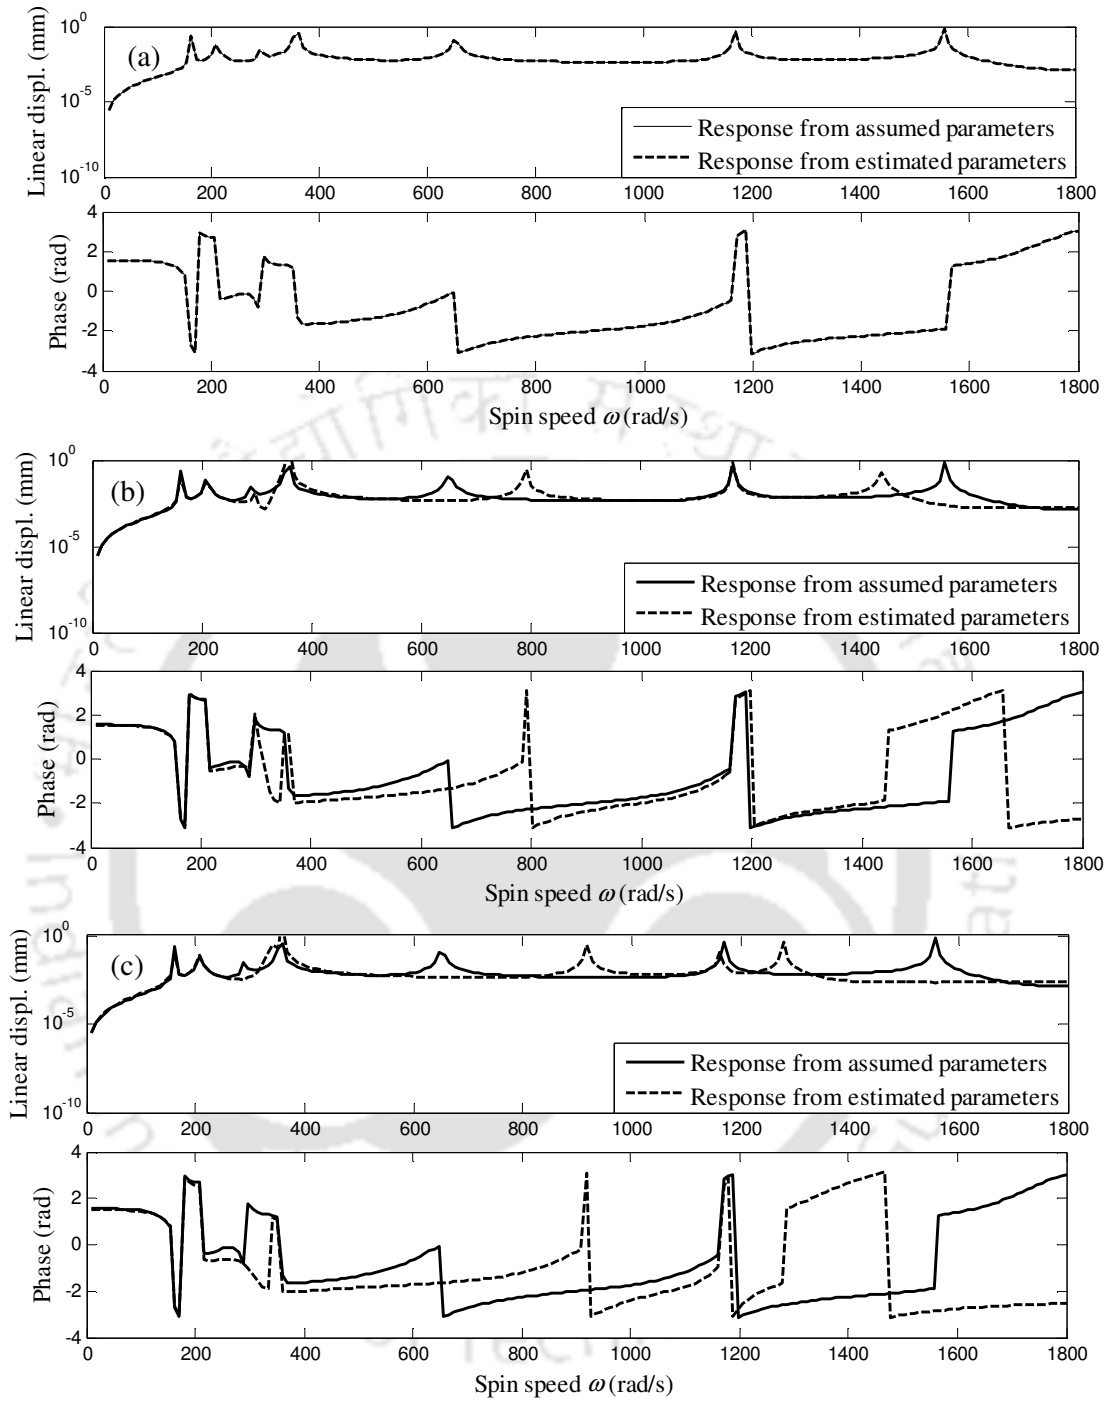 10^0
10^-5
10^-10
Linear displ. (mm)
(a)
Response from assumed parameters
Response from estimated parameters
0 200 400 600 800 1000 1200 1400 1600 1800
4
2
0
-2
-4
Phase (rad)
0 200 400 600 800 1000 1200 1400 1600 1800
Spin speed ω (rad/s)
10^0
10^-5
10^-10
Linear displ. (mm)
(b)
Response from assumed parameters
Response from estimated parameters
0 200 400 600 800 1000 1200 1400 1600 1800
4
2
0
-2
-4
Phase (rad)
0 200 400 600 800 1000 1200 1400 1600 1800
Spin speed ω (rad/s)
10^0
10^-5
10^-10
Linear displ. (mm)
(c)
Response from assumed parameters
Response from estimated parameters
0 200 400 600 800 1000 1200 1400 1600 1800
4
2
0
-2
-4
Phase (rad)
0 200 400 600 800 1000 1200 1400 1600 1800
Spin speed ω (rad/s)